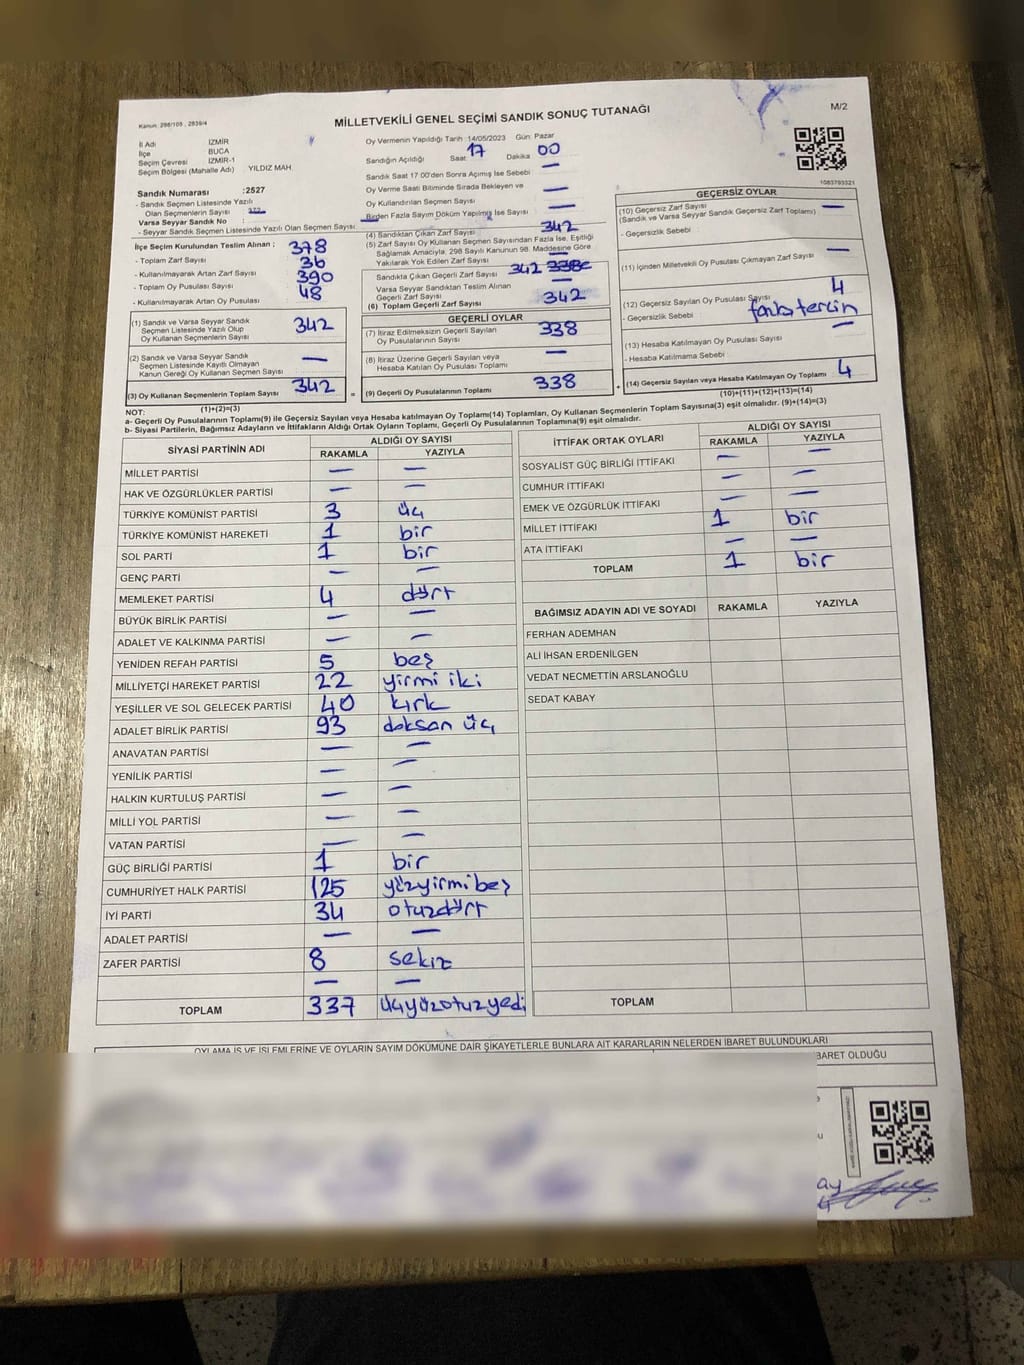 Kanun: 298/105 , 2839/4
MİLLETVEKİLİ GENEL SEÇİMİ SANDIK SONUÇ TUTANAĞI
M/2
İl Adı İZMİR
İlçe BUCA
Seçim Çevresi İZMİR-1
Seçim Bölgesi (Mahalle Adı) YILDIZ MAH.
Sandık Numarası :2527
- Sandık Seçmen Listesinde Yazılı
Olan Seçmenlerin Sayısı
Varsa Seyyar Sandık No :
- Seyyar Sandık Seçmen Listesinde Yazılı Olan Seçmen Sayısı:
Oy Vermenin Yapıldığı Tarih :14/05/2023 Gün: Pazar
Sandığın Açıldığı Saat 17 Dakika 00
Sandık Saat 17.00'den Sonra Açılmış İse Sebebi —
Oy Verme Saati Bitiminde Sırada Bekleyen ve
Oy Kullandırılan Seçmen Sayısı —
Birden Fazla Sayım Döküm Yapılmış İse Sayısı —
1083793321
İlçe Seçim Kurulundan Teslim Alınan ;
- Toplam Zarf Sayısı 378
- Kullanılmayarak Artan Zarf Sayısı 36
- Toplam Oy Pusulası Sayısı 390
- Kullanılmayarak Artan Oy Pusulası 48
(4) Sandıktan Çıkan Zarf Sayısı 342
(5) Zarf Sayısı Oy Kullanan Seçmen Sayısından Fazla İse, Eşitliği
Sağlamak Amacıyla, 298 Sayılı Kanunun 98. Maddesine Göre
Yakılarak Yok Edilen Zarf Sayısı —
Sandıkta Çıkan Geçerli Zarf Sayısı 342
Varsa Seyyar Sandıktan Teslim Alınan
Geçerli Zarf Sayısı —
(6) Toplam Geçerli Zarf Sayısı 342
GEÇERSİZ OYLAR
(10) Geçersiz Zarf Sayısı —
(Sandık ve Varsa Seyyar Sandık Geçersiz Zarf Toplamı)
- Geçersizlik Sebebi
(11) İçinden Milletvekili Oy Pusulası Çıkmayan Zarf Sayısı —
(12) Geçersiz Sayılan Oy Pusulası Sayısı 4
- Geçersizlik Sebebi : fazla tercih
(13) Hesaba Katılmayan Oy Pusulası Sayısı —
- Hesaba Katılmama Sebebi
(14) Geçersiz Sayılan veya Hesaba Katılmayan Oy Toplamı 4
(10)+(11)+(12)+(13)=(14)
(1) Sandık ve Varsa Seyyar Sandık
Seçmen Listesinde Yazılı Olup
Oy Kullanan Seçmenlerin Sayısı 342
(2) Sandık ve Varsa Seyyar Sandık
Seçmen Listesinde Kayıtlı Olmayan
Kanun Gereği Oy Kullanan Seçmen Sayısı —
(3) Oy Kullanan Seçmenlerin Toplam Sayısı 342
(1)+(2)=(3)
GEÇERLİ OYLAR
(7) İtiraz Edilmeksizin Geçerli Sayılan
Oy Pusulalarının Sayısı 338
(8) İtiraz Üzerine Geçerli Sayılan veya
Hesaba Katılan Oy Pusulası Toplamı —
(9) Geçerli Oy Pusulalarının Toplamı 338
NOT:
a- Geçerli Oy Pusulalarının Toplamı(9) ile Geçersiz Sayılan veya Hesaba katılmayan Oy Toplamı(14) Toplamları, Oy Kullanan Seçmenlerin Toplam Sayısına(3) eşit olmalıdır. (9)+(14)=(3)
b- Siyasi Partilerin, Bağımsız Adayların ve İttifakların Aldığı Ortak Oyların Toplamı, Geçerli Oy Pusulalarının Toplamına(9) eşit olmalıdır.
SİYASİ PARTİNİN ADI ALDIĞI OY SAYISI
RAKAMLA YAZIYLA
MİLLET PARTİSİ — —
HAK VE ÖZGÜRLÜKLER PARTİSİ — —
TÜRKİYE KOMÜNİST PARTİSİ 3 üç
TÜRKİYE KOMÜNİST HAREKETİ 1 bir
SOL PARTİ 1 bir
GENÇ PARTİ — —
MEMLEKET PARTİSİ 4 dört
BÜYÜK BİRLİK PARTİSİ — —
ADALET VE KALKINMA PARTİSİ — —
YENİDEN REFAH PARTİSİ 5 beş
MİLLİYETÇİ HAREKET PARTİSİ 22 yirmi iki
YEŞİLLER VE SOL GELECEK PARTİSİ 40 kırk
ADALET BİRLİK PARTİSİ 93 doksan üç
ANAVATAN PARTİSİ — —
YENİLİK PARTİSİ — —
HALKIN KURTULUŞ PARTİSİ — —
MİLLİ YOL PARTİSİ — —
VATAN PARTİSİ — —
GÜÇ BİRLİĞİ PARTİSİ 1 bir
CUMHURİYET HALK PARTİSİ 125 yüzyirmibeş
İYİ PARTİ 34 otuzdört
ADALET PARTİSİ — —
ZAFER PARTİSİ 8 sekiz
— —
TOPLAM 337 üçyüzotuzyedi
İTTİFAK ORTAK OYLARI ALDIĞI OY SAYISI
RAKAMLA YAZIYLA
SOSYALİST GÜÇ BİRLİĞİ İTTİFAKI — —
CUMHUR İTTİFAKI — —
EMEK VE ÖZGÜRLÜK İTTİFAKI — —
MİLLET İTTİFAKI 1 bir
ATA İTTİFAKI — —
TOPLAM 1 bir
BAĞIMSIZ ADAYIN ADI VE SOYADI RAKAMLA YAZIYLA
FERHAN ADEMHAN
ALİ İHSAN ERDENİLGEN
VEDAT NECMETTİN ARSLANOĞLU
SEDAT KABAY
TOPLAM
OYLAMA İŞ VE İŞLEMLERİNE VE OYLARIN SAYIM DÖKÜMÜNE DAİR ŞİKAYETLERLE BUNLARA AİT KARARLARIN NELERDEN İBARET BULUNDUKLARI
BARET OLDUĞU
ay